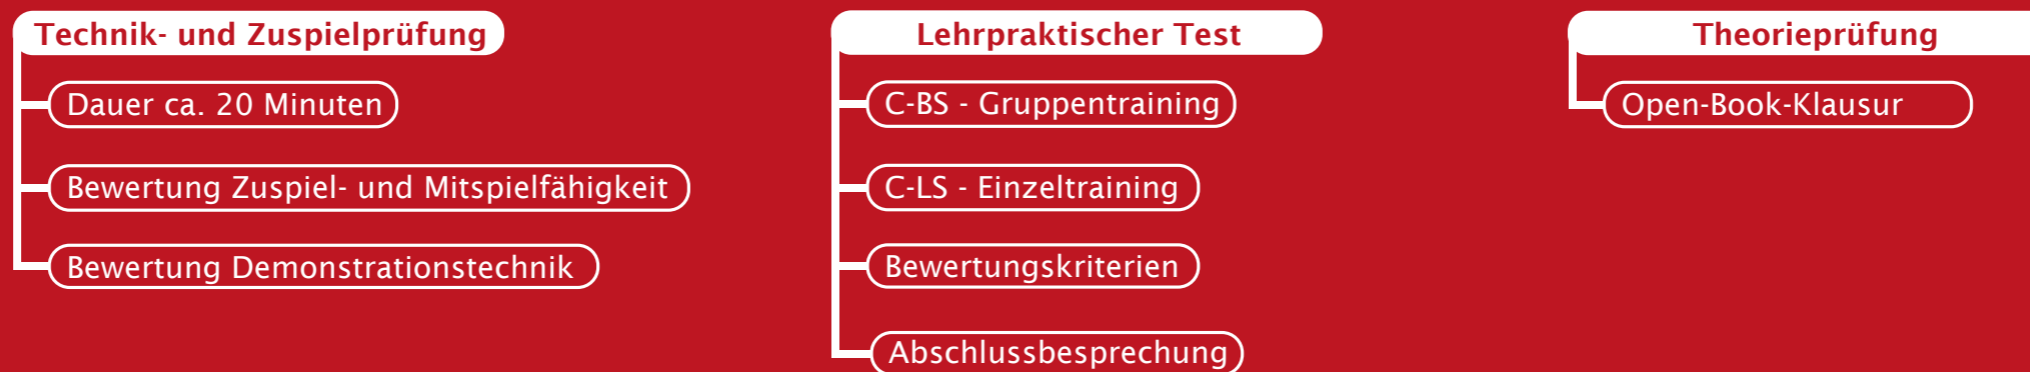 Technik- und Zuspielprüfung
Dauer ca. 20 Minuten
Bewertung Zuspiel- und Mitspielfähigkeit
Bewertung Demonstrationstechnik
Lehrpraktischer Test
C-BS - Gruppentraining
C-LS - Einzeltraining
Bewertungskriterien
Abschlussbesprechung
Theorieprüfung
Open-Book-Klausur